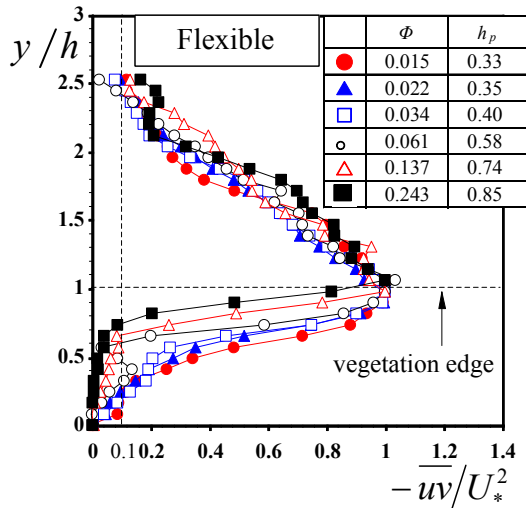 Flexible
Φ h_p
0.015 0.33
0.022 0.35
0.034 0.40
0.061 0.58
0.137 0.74
0.243 0.85
y/h
3
2.5
2
1.5
1
0.5
0
vegetation edge
0 0.1 0.2 0.4 0.6 0.8 1 1.2 1.4
$-\overline{uv}/U_*^2$